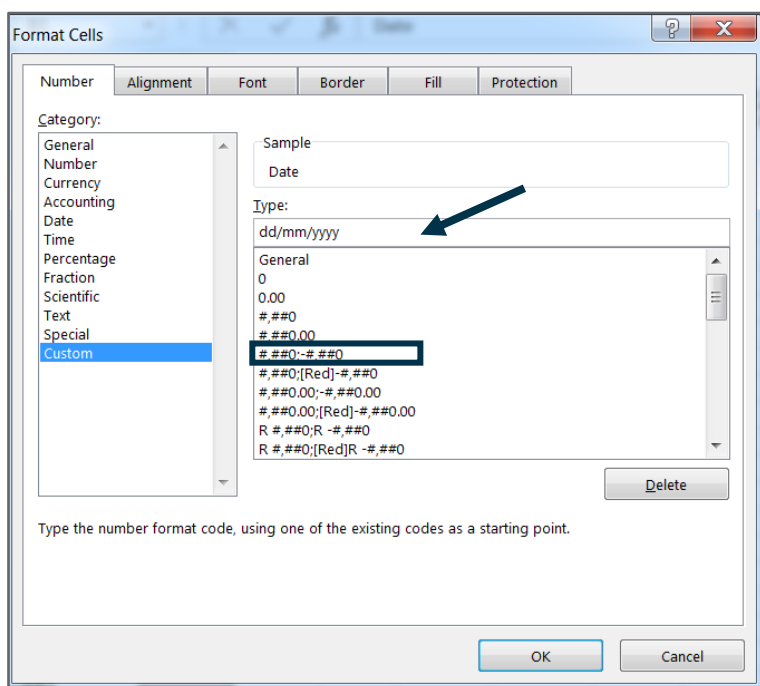 Format Cells
Number Alignment Font Border Fill Protection
Category:
General
Number
Currency
Accounting
Date
Time
Percentage
Fraction
Scientific
Text
Special
Custom
Sample
Date
Type:
dd/mm/yyyy
General
0
0.00
#,##0
#,##0.00
#,##0;-#,##0
#,##0;[Red]-#,##0
#,##0.00;-#,##0.00
#,##0.00;[Red]-#,##0.00
R #,##0;R -#,##0
R #,##0;[Red]R -#,##0
Delete
Type the number format code, using one of the existing codes as a starting point.
OK Cancel